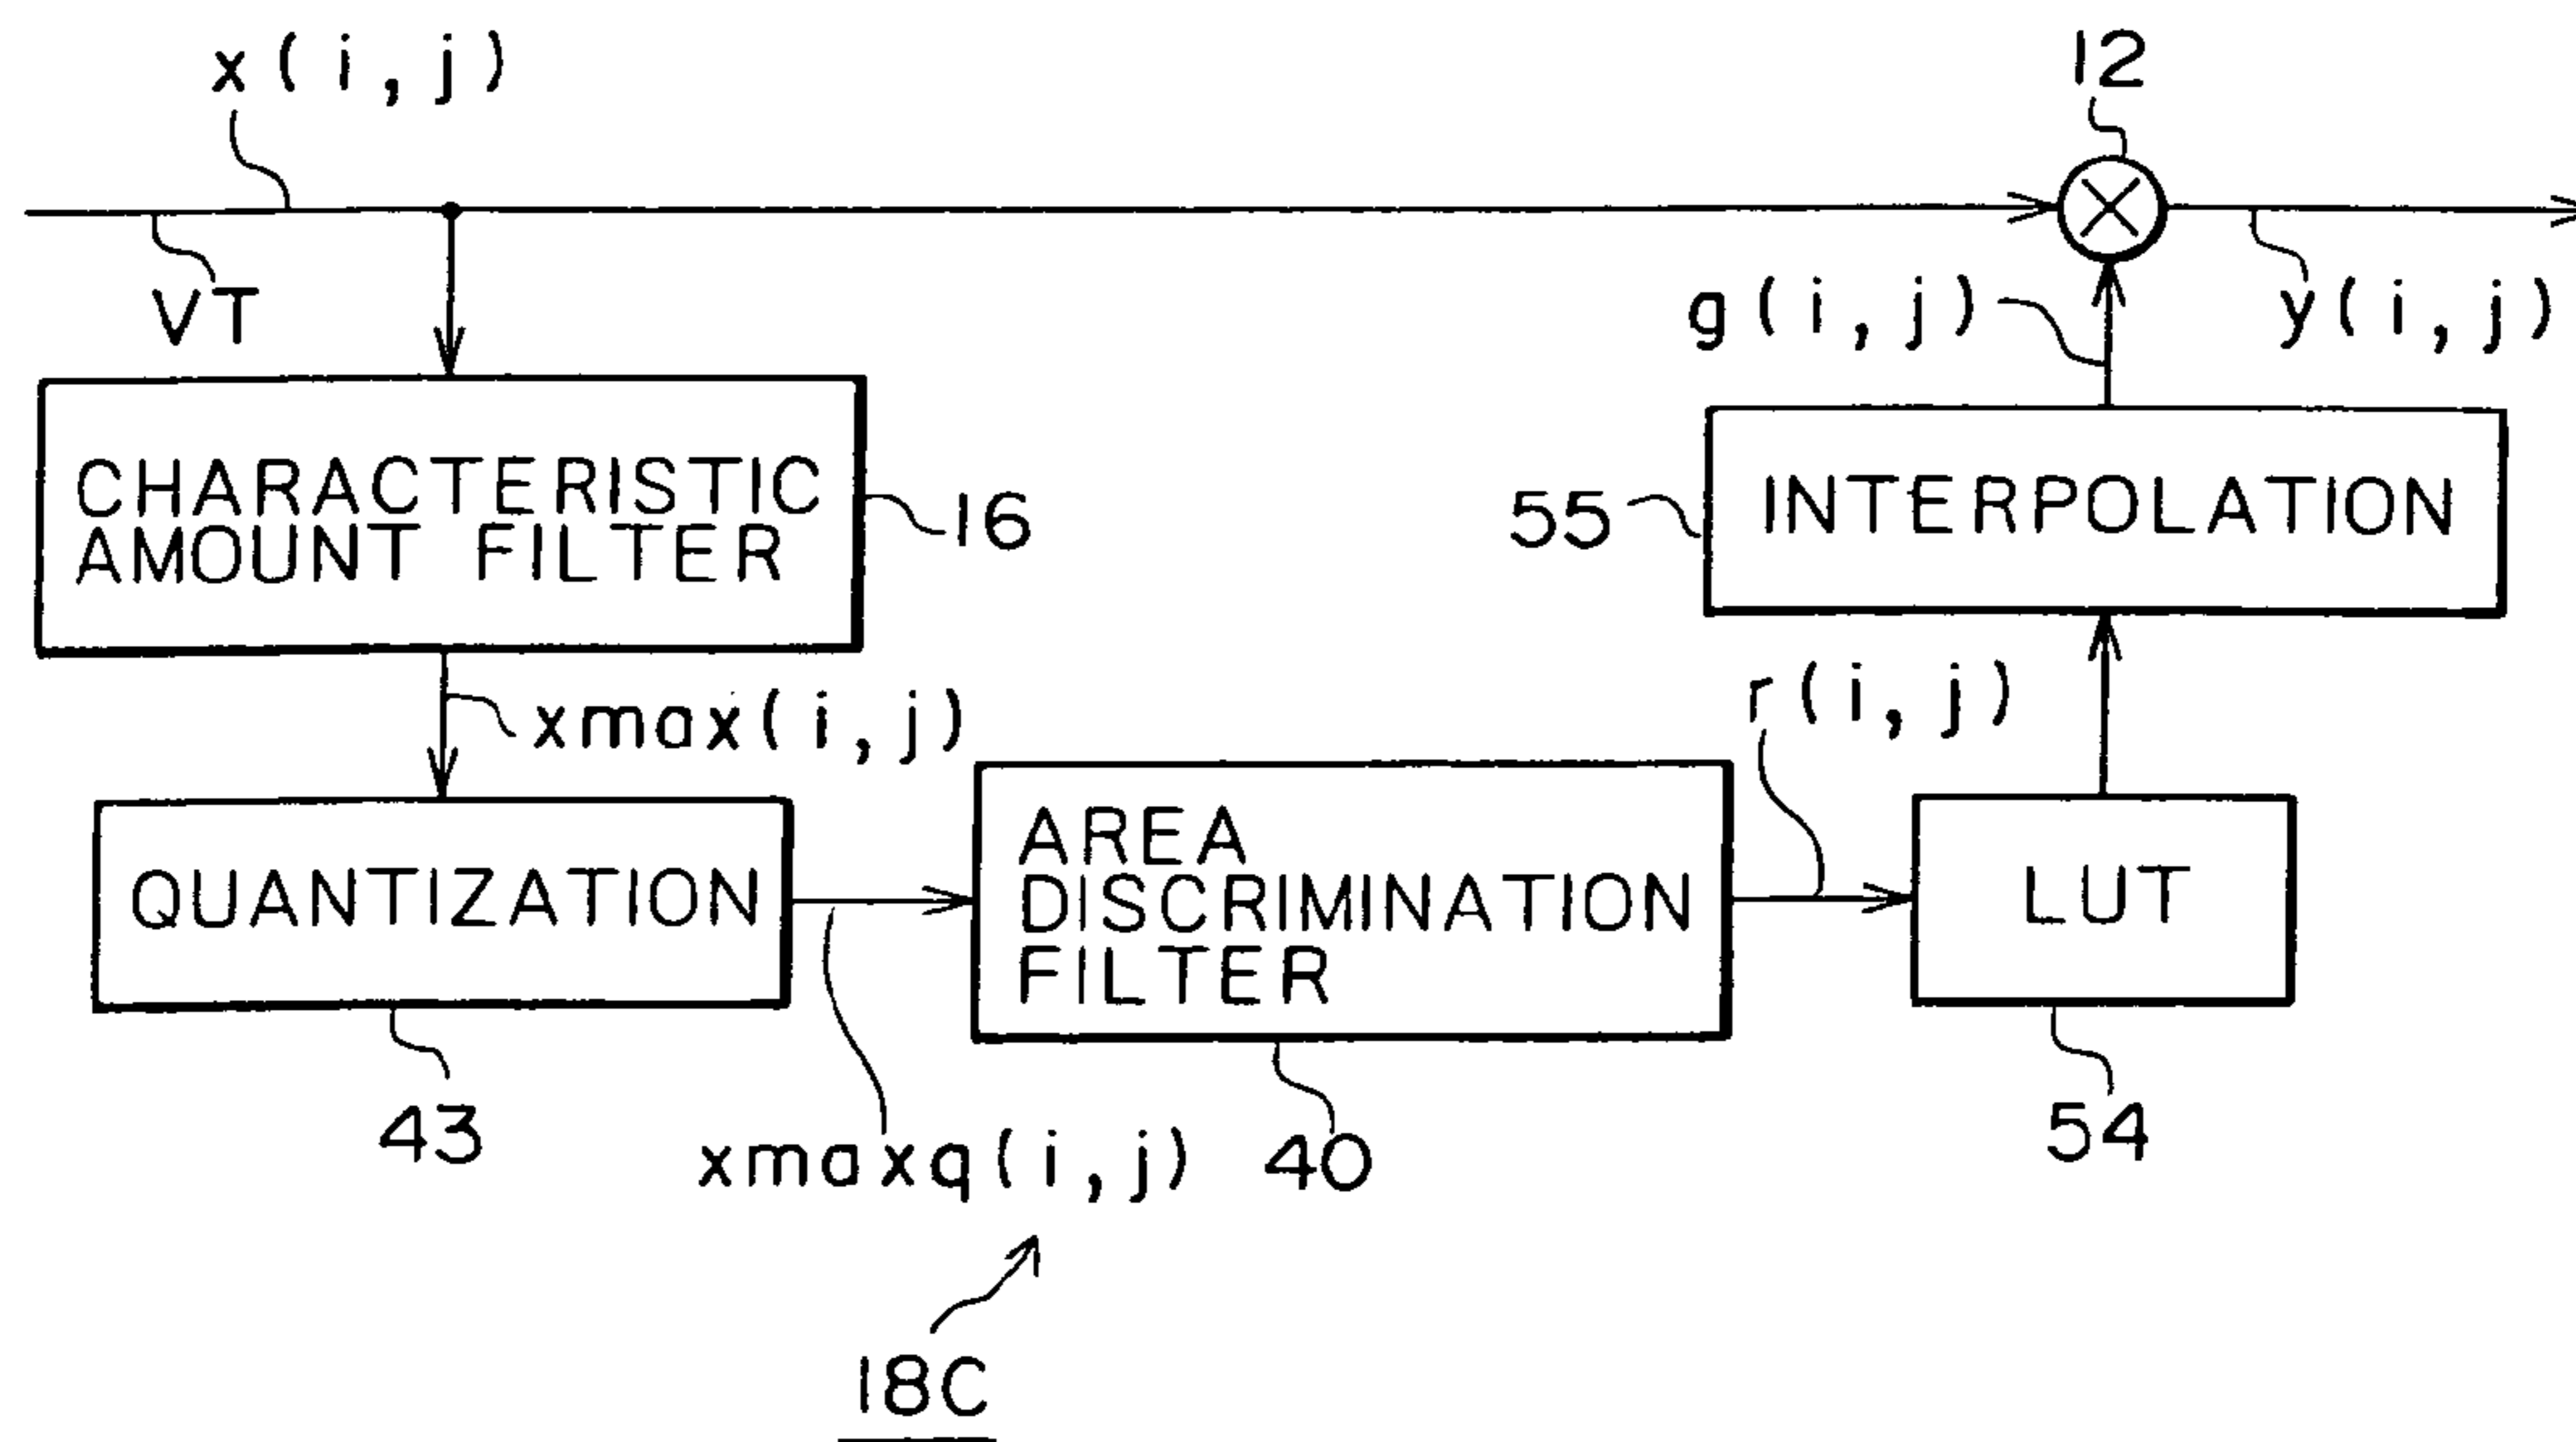 x(i,j)
12
VT
g(i,j)
y(i,j)
CHARACTERISTIC
AMOUNT FILTER
16
55
INTERPOLATION
xmax(i,j)
r(i,j)
QUANTIZATION
AREA
DISCRIMINATION
FILTER
LUT
43
xmaxq(i,j)
40
54
18C